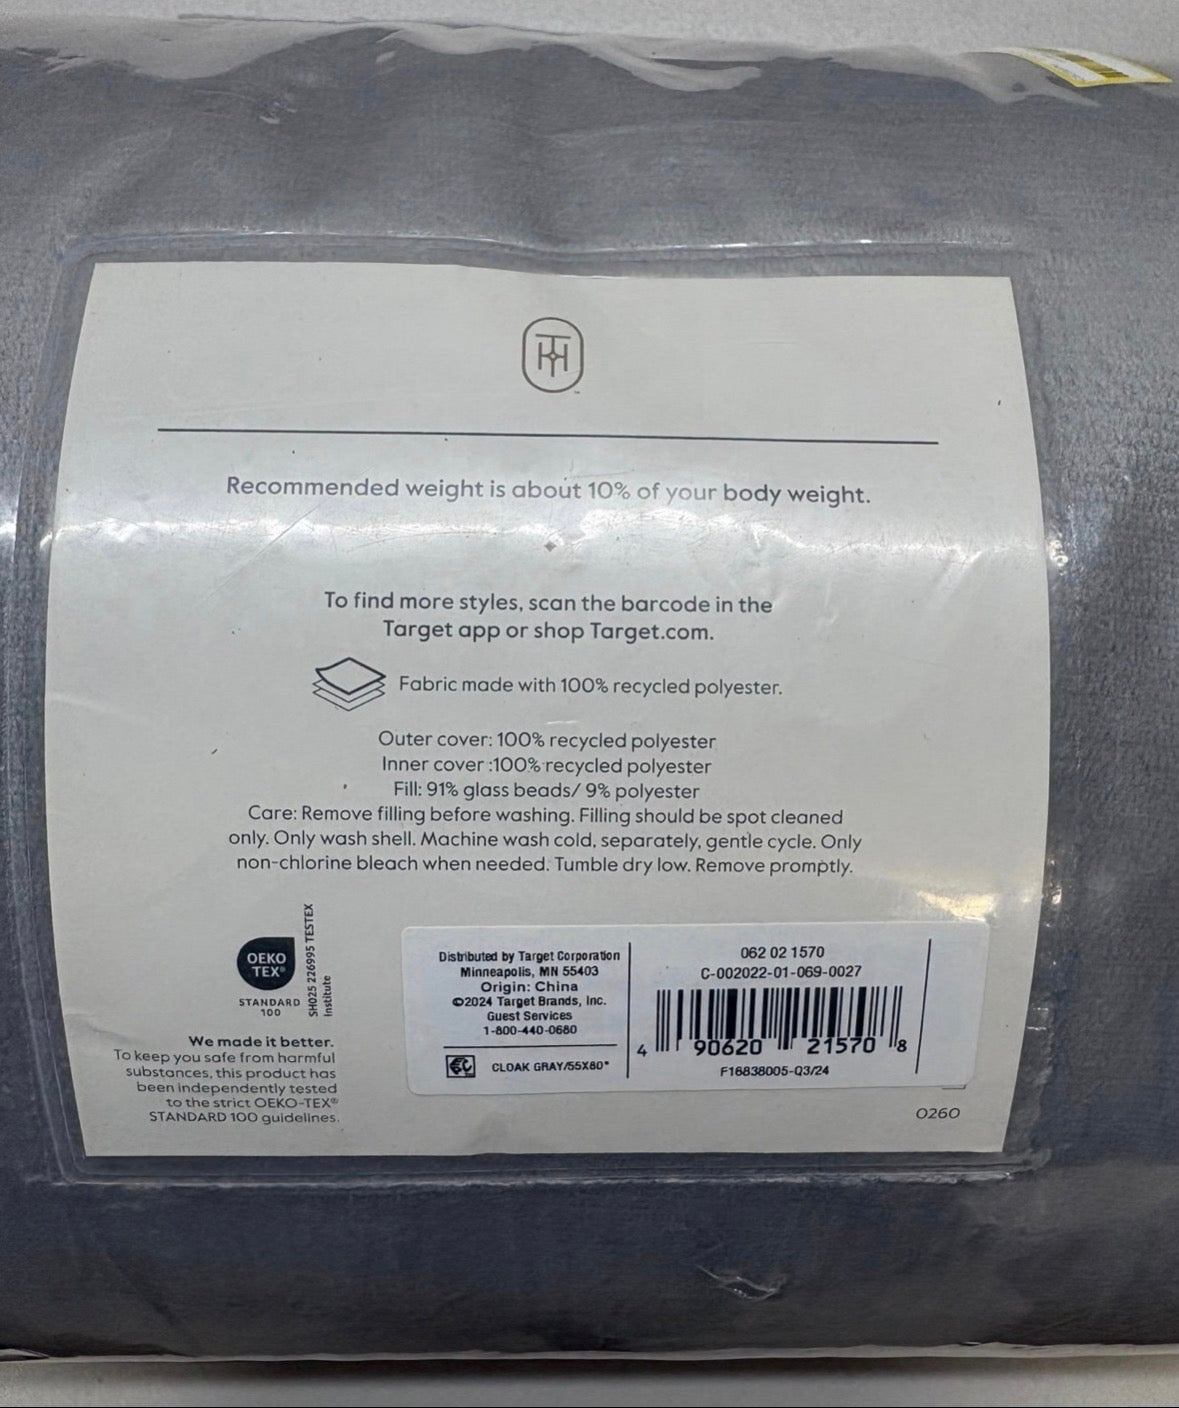 TH
Recommended weight is about 10% of your body weight.
To find more styles, scan the barcode in the
Target app or shop Target.com.
Fabric made with 100% recycled polyester.
Outer cover: 100% recycled polyester
Inner cover :100% recycled polyester
Fill: 91% glass beads/ 9% polyester
Care: Remove filling before washing. Filling should be spot cleaned
only. Only wash shell. Machine wash cold, separately, gentle cycle. Only
non-chlorine bleach when needed. Tumble dry low. Remove promptly.
OEKO
TEX®
STANDARD
100
SH025 226995 TESTEX
Institute
We made it better.
To keep you safe from harmful
substances, this product has
been independently tested
to the strict OEKO-TEX®
STANDARD 100 guidelines.
Distributed by Target Corporation
Minneapolis, MN 55403
Origin: China
©2024 Target Brands, Inc.
Guest Services
1-800-440-0680
CLOAK GRAY/55X80"
062 02 1570
C-002022-01-069-0027
4 90620 21570 8
F16838005-Q3/24
0260